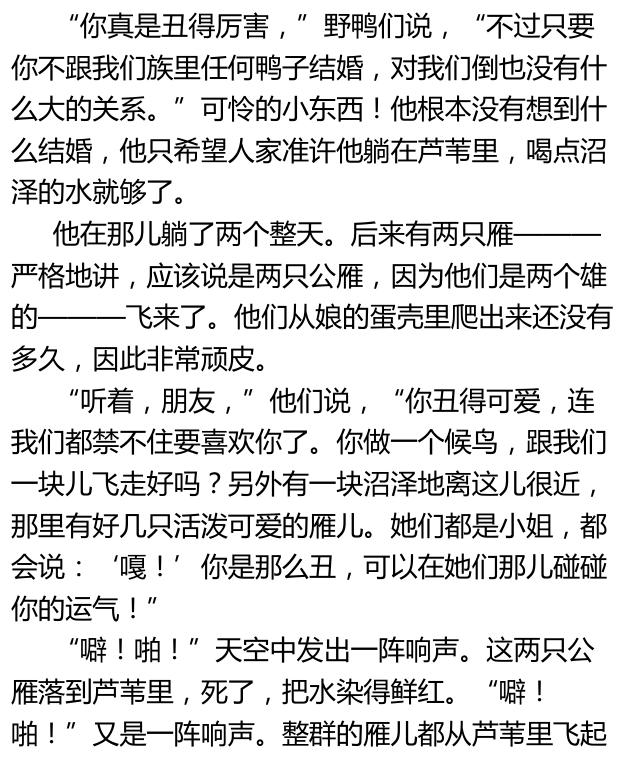 “你真是丑得厉害，”野鸭们说，“不过只要
你不跟我们族里任何鸭子结婚，对我们倒也没有什
么大的关系。”可怜的小东西！他根本没有想到什
么结婚，他只希望人家准许他躺在芦苇里，喝点沼
泽的水就够了。
他在那儿躺了两个整天。后来有两只雁———
严格地讲，应该说是两只公雁，因为他们是两个雄
的———飞来了。他们从娘的蛋壳里爬出来还没有
多久，因此非常顽皮。
“听着，朋友，”他们说，“你丑得可爱，连
我们都禁不住要喜欢你了。你做一个候鸟，跟我们
一块儿飞走好吗？另外有一块沼泽地离这儿很近，
那里有好几只活泼可爱的雁儿。她们都是小姐，都
会说：‘嘎！’你是那么丑，可以在她们那儿碰碰
你的运气！”
“噼！啪！”天空中发出一阵响声。这两只公
雁落到芦苇里，死了，把水染得鲜红。“噼！
啪！”又是一阵响声。整群的雁儿都从芦苇里飞起